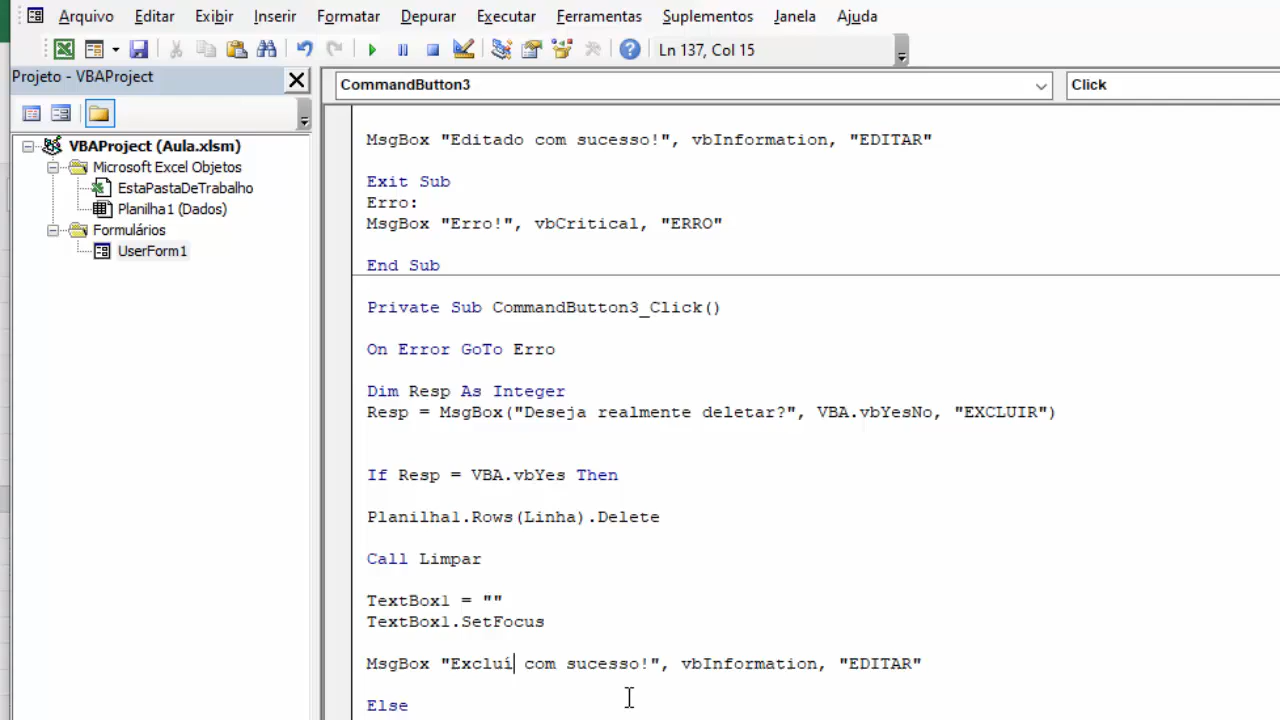 Arquivo Editar Exibir Inserir Formatar Depurar Executar Ferramentas Suplementos Janela Ajuda
Ln 137, Col 15
Projeto - VBAProject
VBAProject (Aula.xlsm)
Microsoft Excel Objetos
EstaPastaDeTrabalho
Planilha1 (Dados)
Formulários
UserForm1
CommandButton3
Click
MsgBox "Editado com sucesso!", vbInformation, "EDITAR"
Exit Sub
Erro:
MsgBox "Erro!", vbCritical, "ERRO"
End Sub
Private Sub CommandButton3_Click()
On Error GoTo Erro
Dim Resp As Integer
Resp = MsgBox("Deseja realmente deletar?", VBA.vbYesNo, "EXCLUIR")
If Resp = VBA.vbYes Then
Planilha1.Rows(Linha).Delete
Call Limpar
TextBox1 = ""
TextBox1.SetFocus
MsgBox "Excluí com sucesso!", vbInformation, "EDITAR"
Else